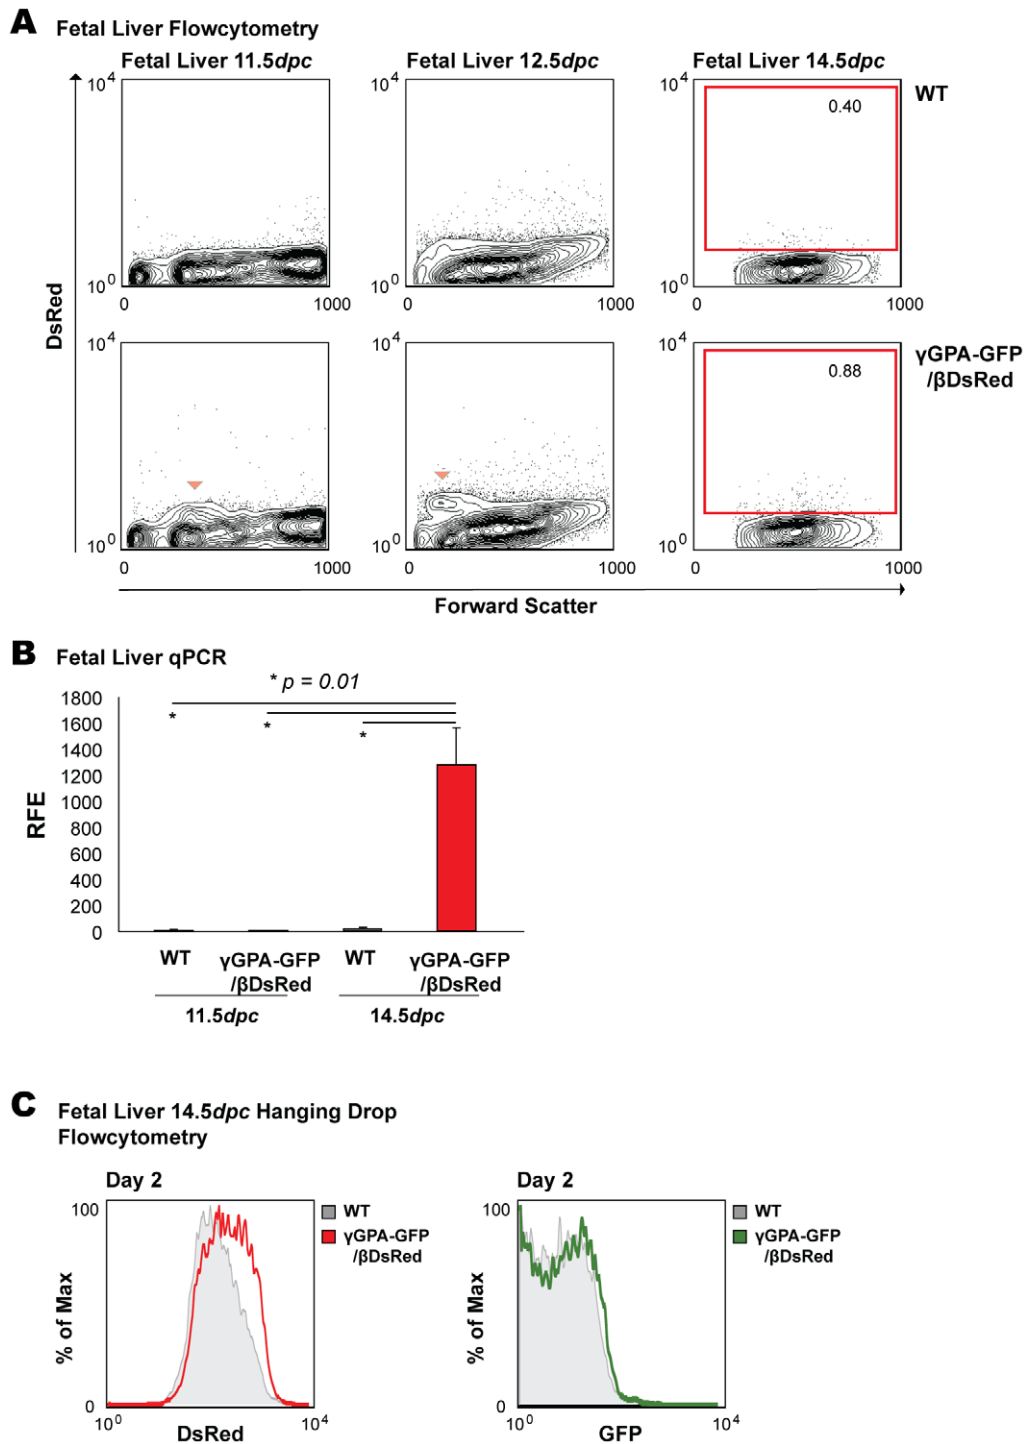 A Fetal Liver Flowcytometry
Fetal Liver 11.5dpc Fetal Liver 12.5dpc Fetal Liver 14.5dpc
10^4 10^4 10^4
WT
0.40
10^0 10^0 10^0
0 1000 0 1000 0 1000
DsRed
10^4 10^4 10^4
γGPA-GFP
/βDsRed
0.88
10^0 10^0 10^0
0 1000 0 1000 0 1000
Forward Scatter
B Fetal Liver qPCR
* p = 0.01
1800
* * *
1600
1400
1200
1000
800
600
400
200
0
RFE
WT γGPA-GFP WT γGPA-GFP
/βDsRed /βDsRed
11.5dpc 14.5dpc
C Fetal Liver 14.5dpc Hanging Drop
Flowcytometry
Day 2
100
WT
γGPA-GFP
/βDsRed
% of Max
0
10^0 10^4
DsRed
Day 2
100
WT
γGPA-GFP
/βDsRed
% of Max
0
10^0 10^4
GFP